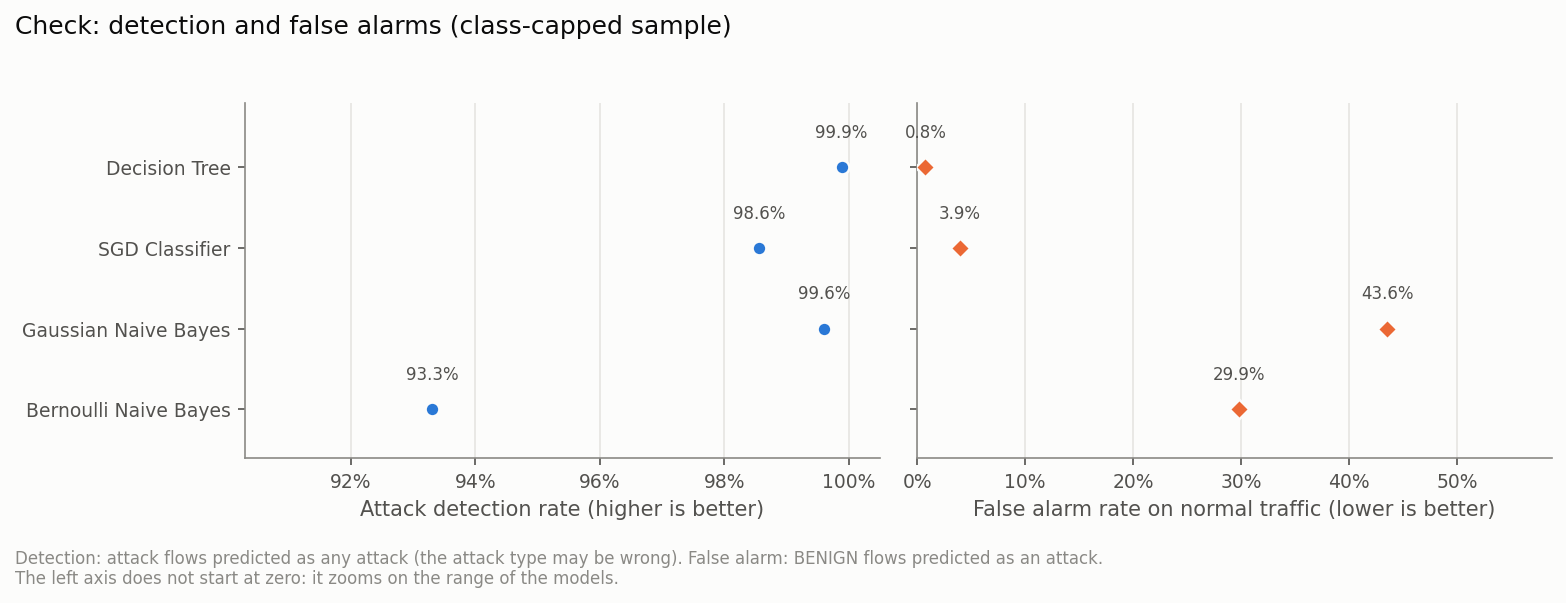 Check: detection and false alarms (class-capped sample)
99.9% 0.8%
Decision Tree
98.6% 3.9%
SGD Classifier
99.6% 43.6%
Gaussian Naive Bayes
93.3% 29.9%
Bernoulli Naive Bayes
92% 94% 96% 98% 100% 0% 10% 20% 30% 40% 50%
Attack detection rate (higher is better) False alarm rate on normal traffic (lower is better)
Detection: attack flows predicted as any attack (the attack type may be wrong). False alarm: BENIGN flows predicted as an attack.
The left axis does not start at zero: it zooms on the range of the models.